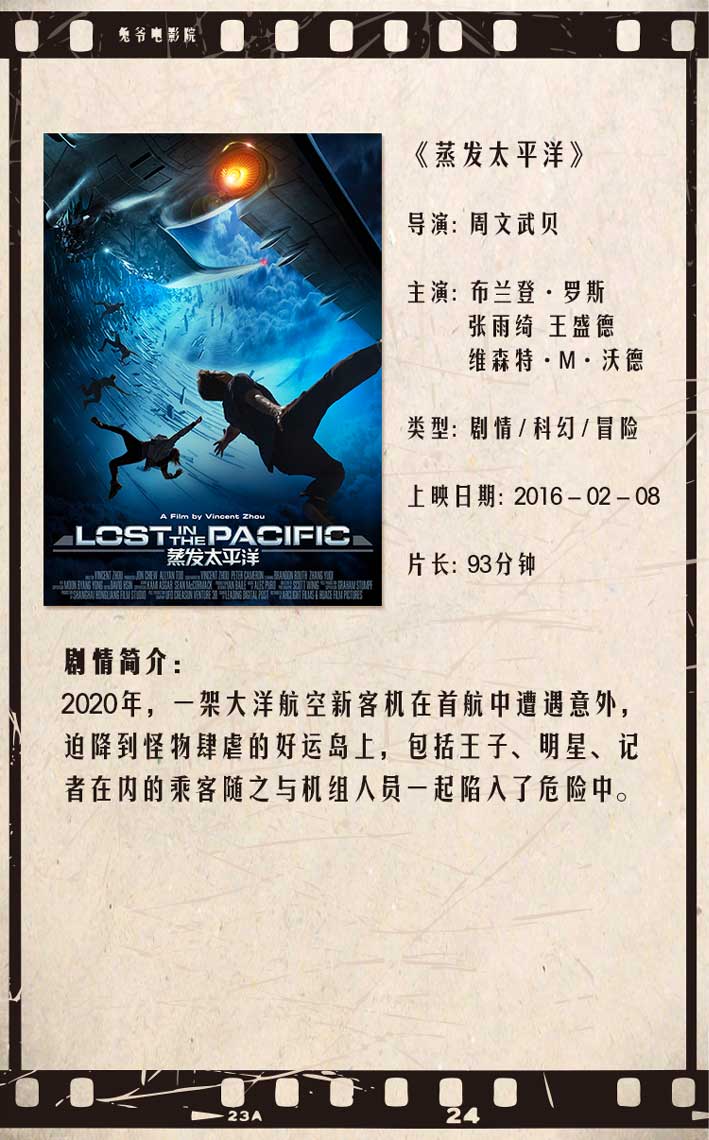 兔爷电影院
《蒸发太平洋》
导演: 周文武贝
主演: 布兰登·罗斯
张雨绮 王盛德
维森特·M·沃德
类型: 剧情/科幻/冒险
上映日期: 2016-02-08
片长: 93分钟
A Film by Vincent Zhou
LOST IN THE PACIFIC
蒸发太平洋
剧情简介:
2020年，一架大洋航空新客机在首航中遭遇意外，
迫降到怪物肆虐的好运岛上，包括王子、明星、记
者在内的乘客随之与机组人员一起陷入了危险中。
23A
24